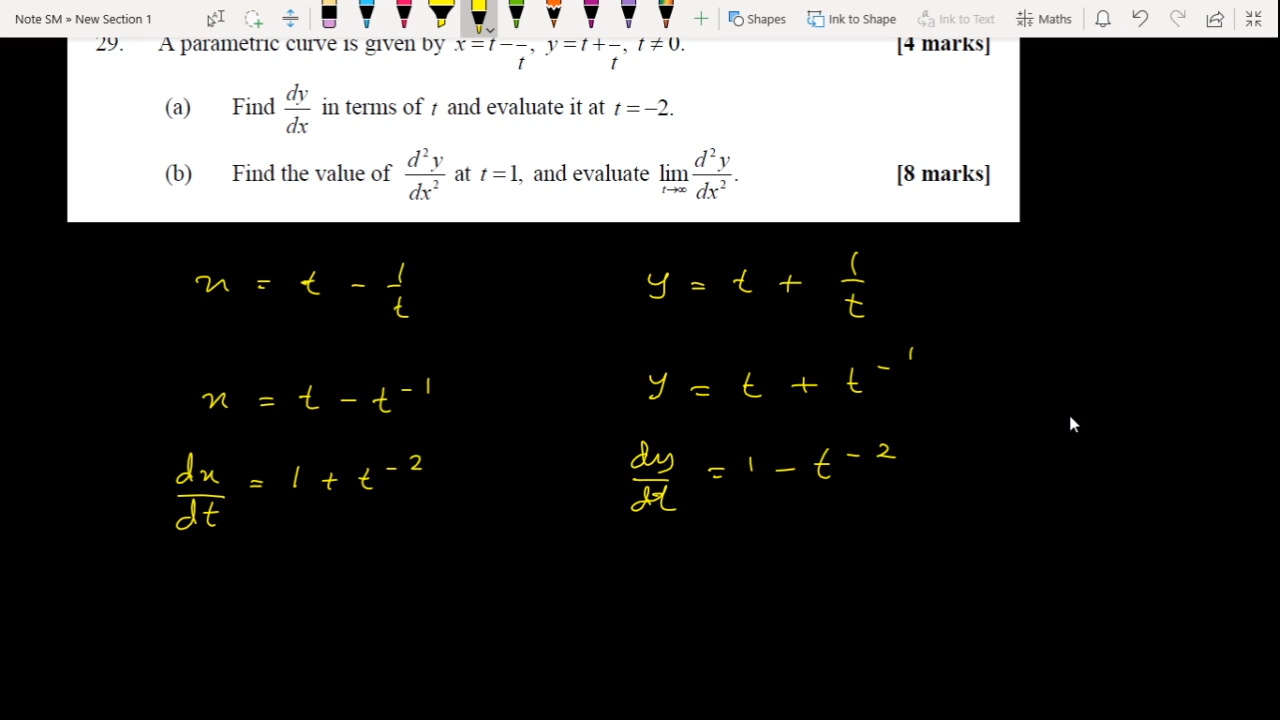 Note SM » New Section 1
Shapes Ink to Shape Ink to Text Maths
29. A parametric curve is given by x = t − 1/t, y = t + 1/t, t ≠ 0. [4 marks]
(a) Find dy/dx in terms of t and evaluate it at t = −2.
(b) Find the value of d²y/dx² at t = 1, and evaluate lim t→∞ d²y/dx². [8 marks]
x = t − 1/t y = t + 1/t
x = t − t⁻¹ y = t + t⁻¹
dx/dt = 1 + t⁻² dy/dt = 1 − t⁻²